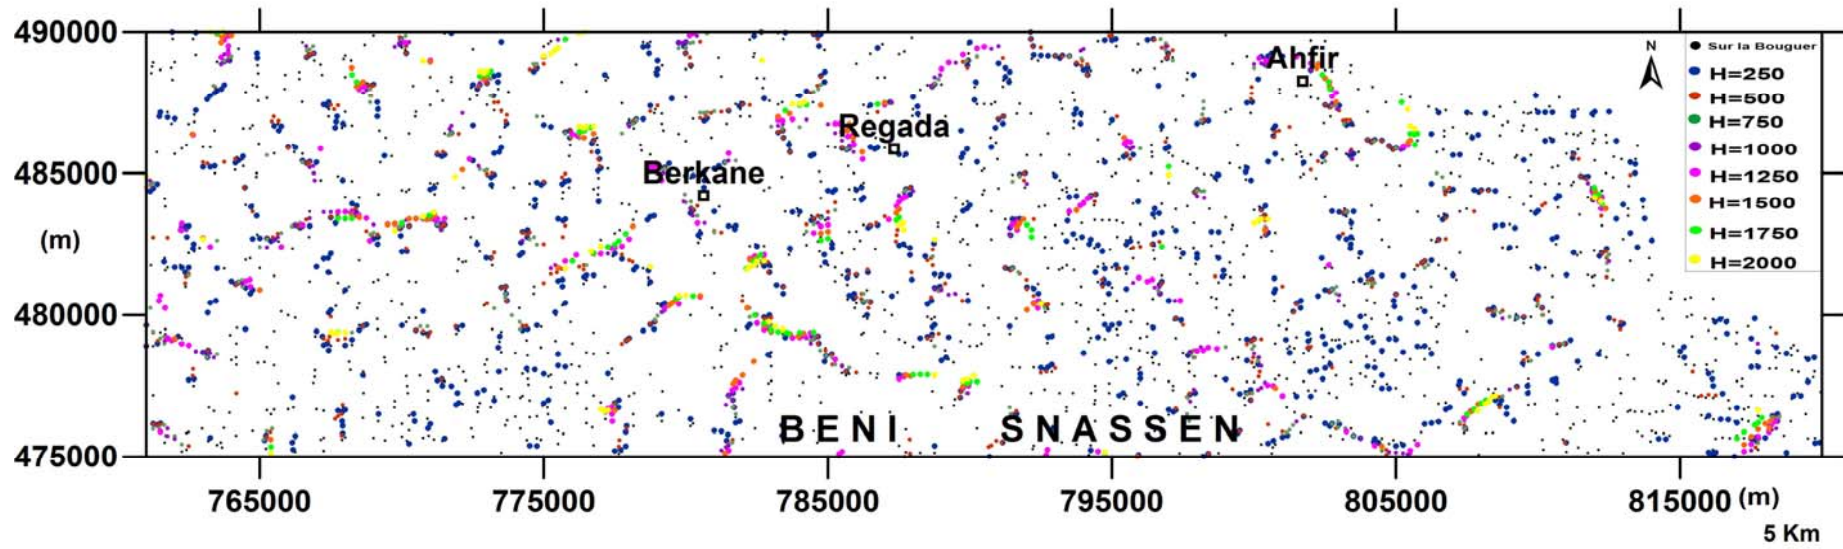 490000
485000
(m)
480000
475000
Ahfir
Regada
Berkane
BENI SNASSEN
N
Sur la Bouguer
H=250
H=500
H=750
H=1000
H=1250
H=1500
H=1750
H=2000
765000 775000 785000 795000 805000 815000 (m)
5 Km